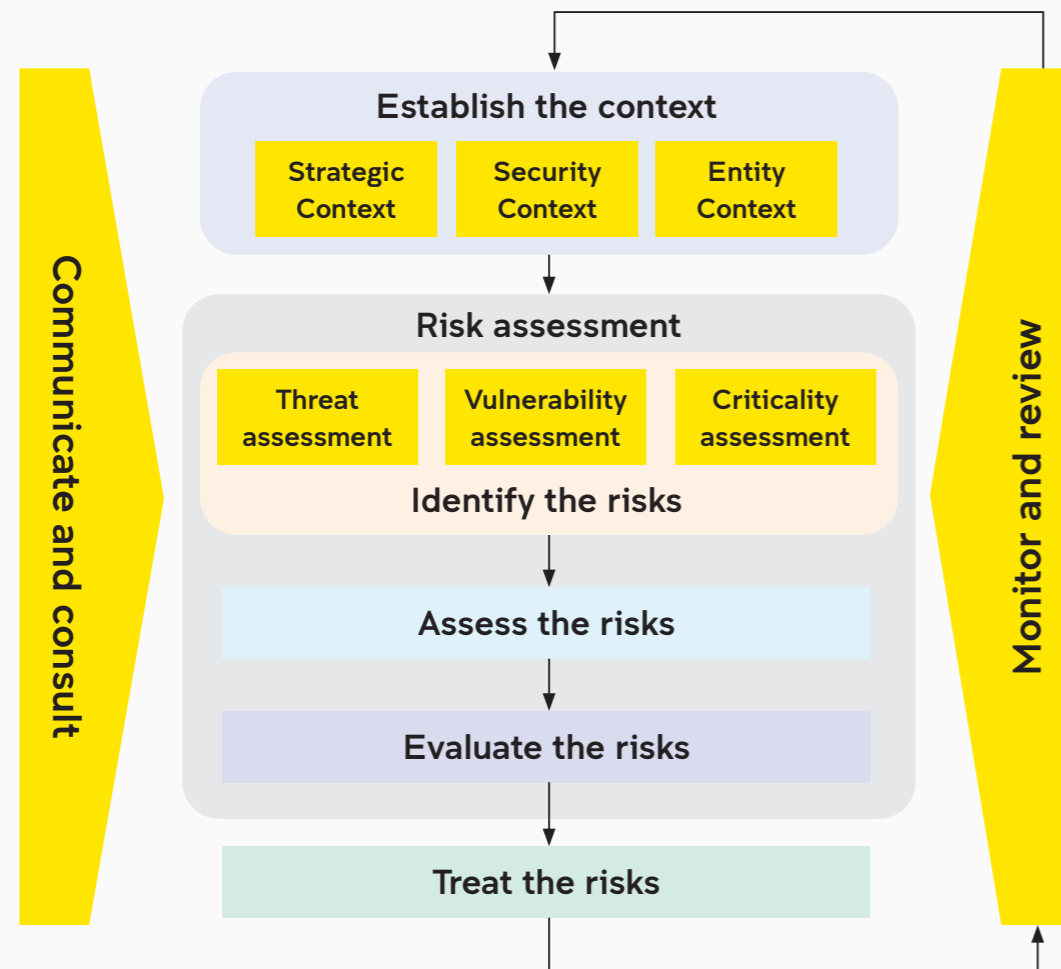 Establish the context
Strategic
Context
Security
Context
Entity
Context
Communicate and consult
Risk assessment
Threat
assessment
Vulnerability
assessment
Criticality
assessment
Identify the risks
Assess the risks
Evaluate the risks
Treat the risks
Monitor and review